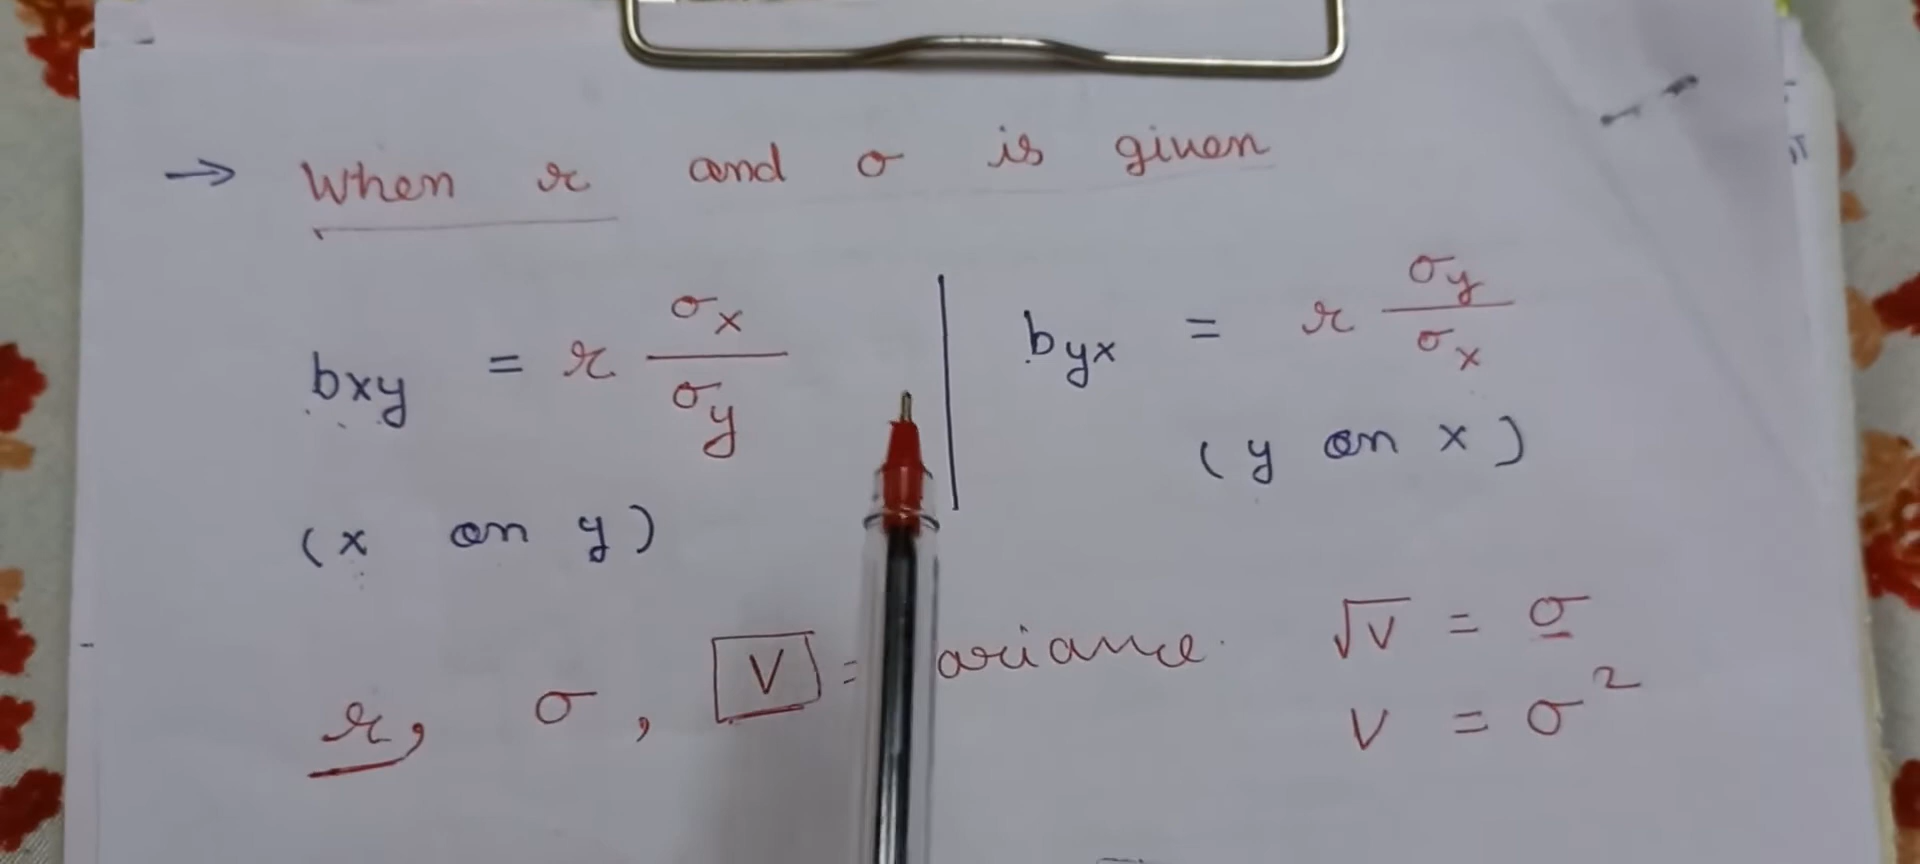 → When r and σ is given
bxy = r σx / σy | byx = r σy / σx
(y on x)
(x on y)
r, σ, V = ariance. √V = σ
V = σ²